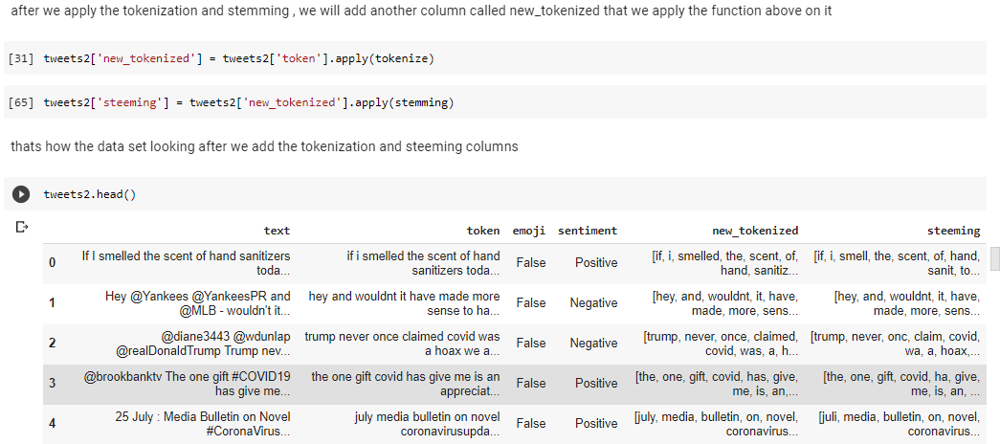 after we apply the tokenization and stemming , we will add another column called new_tokenized that we apply the function above on it
[31] tweets2['new_tokenized'] = tweets2['token'].apply(tokenize)
[65] tweets2['steeming'] = tweets2['new_tokenized'].apply(stemming)
thats how the data set looking after we add the tokenization and steeming columns
tweets2.head()
text token emoji sentiment new_tokenized steeming
If I smelled the scent of hand sanitizers if i smelled the scent of hand [if, i, smelled, the, scent, of, [if, i, smell, the, scent, of, hand,
0 toda... sanitizers toda... False Positive hand, sanitiz... sanit, to...
Hey @Yankees @YankeesPR and hey and wouldnt it have made more [hey, and, wouldnt, it, have, [hey, and, wouldnt, it, have,
1 @MLB - wouldn't it... sense to ha... False Negative made, more, sens... made, more, sens...
@diane3443 @wdunlap trump never once claimed covid was [trump, never, once, claimed, [trump, never, onc, claim, covid,
2 @realDonaldTrump Trump nev... a hoax we a... False Negative covid, was, a, h... wa, a, hoax,...
@brookbanktv The one gift #COVID19 the one gift covid has give me is an [the, one, gift, covid, has, give, [the, one, gift, covid, ha, give,
3 has give me... appreciat... False Positive me, is, an,... me, is, an, ...
25 July : Media Bulletin on Novel july media bulletin on novel [july, media, bulletin, on, novel, [juli, media, bulletin, on, novel,
4 #CoronaVirus... coronavirusupda... False Positive coronavirus... coronavirus...